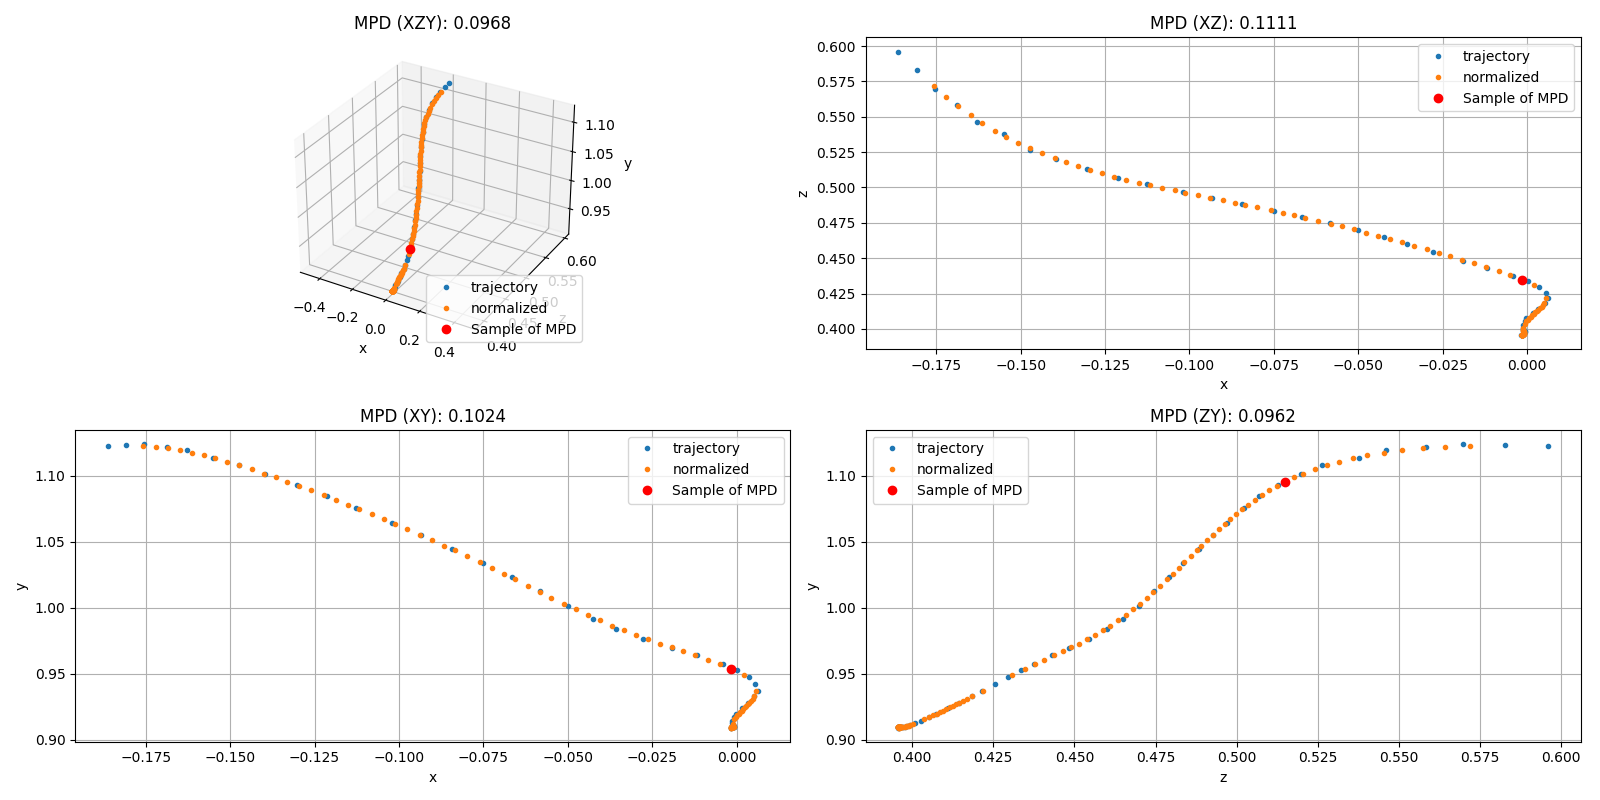 MPD (XZY): 0.0968
1.10
1.05
y
1.00
0.95
0.60
0.55
0.50
0.45
z
0.40
−0.4
−0.2
0.0
0.2
0.4
x
trajectory
normalized
Sample of MPD
MPD (XZ): 0.1111
0.600
0.575
0.550
0.525
0.500
0.475
0.450
0.425
0.400
z
trajectory
normalized
Sample of MPD
−0.175
−0.150
−0.125
−0.100
−0.075
−0.050
−0.025
0.000
x
MPD (XY): 0.1024
1.10
1.05
1.00
0.95
0.90
y
trajectory
normalized
Sample of MPD
−0.175
−0.150
−0.125
−0.100
−0.075
−0.050
−0.025
0.000
x
MPD (ZY): 0.0962
trajectory
normalized
Sample of MPD
1.10
1.05
1.00
0.95
0.90
y
0.400
0.425
0.450
0.475
0.500
0.525
0.550
0.575
0.600
z